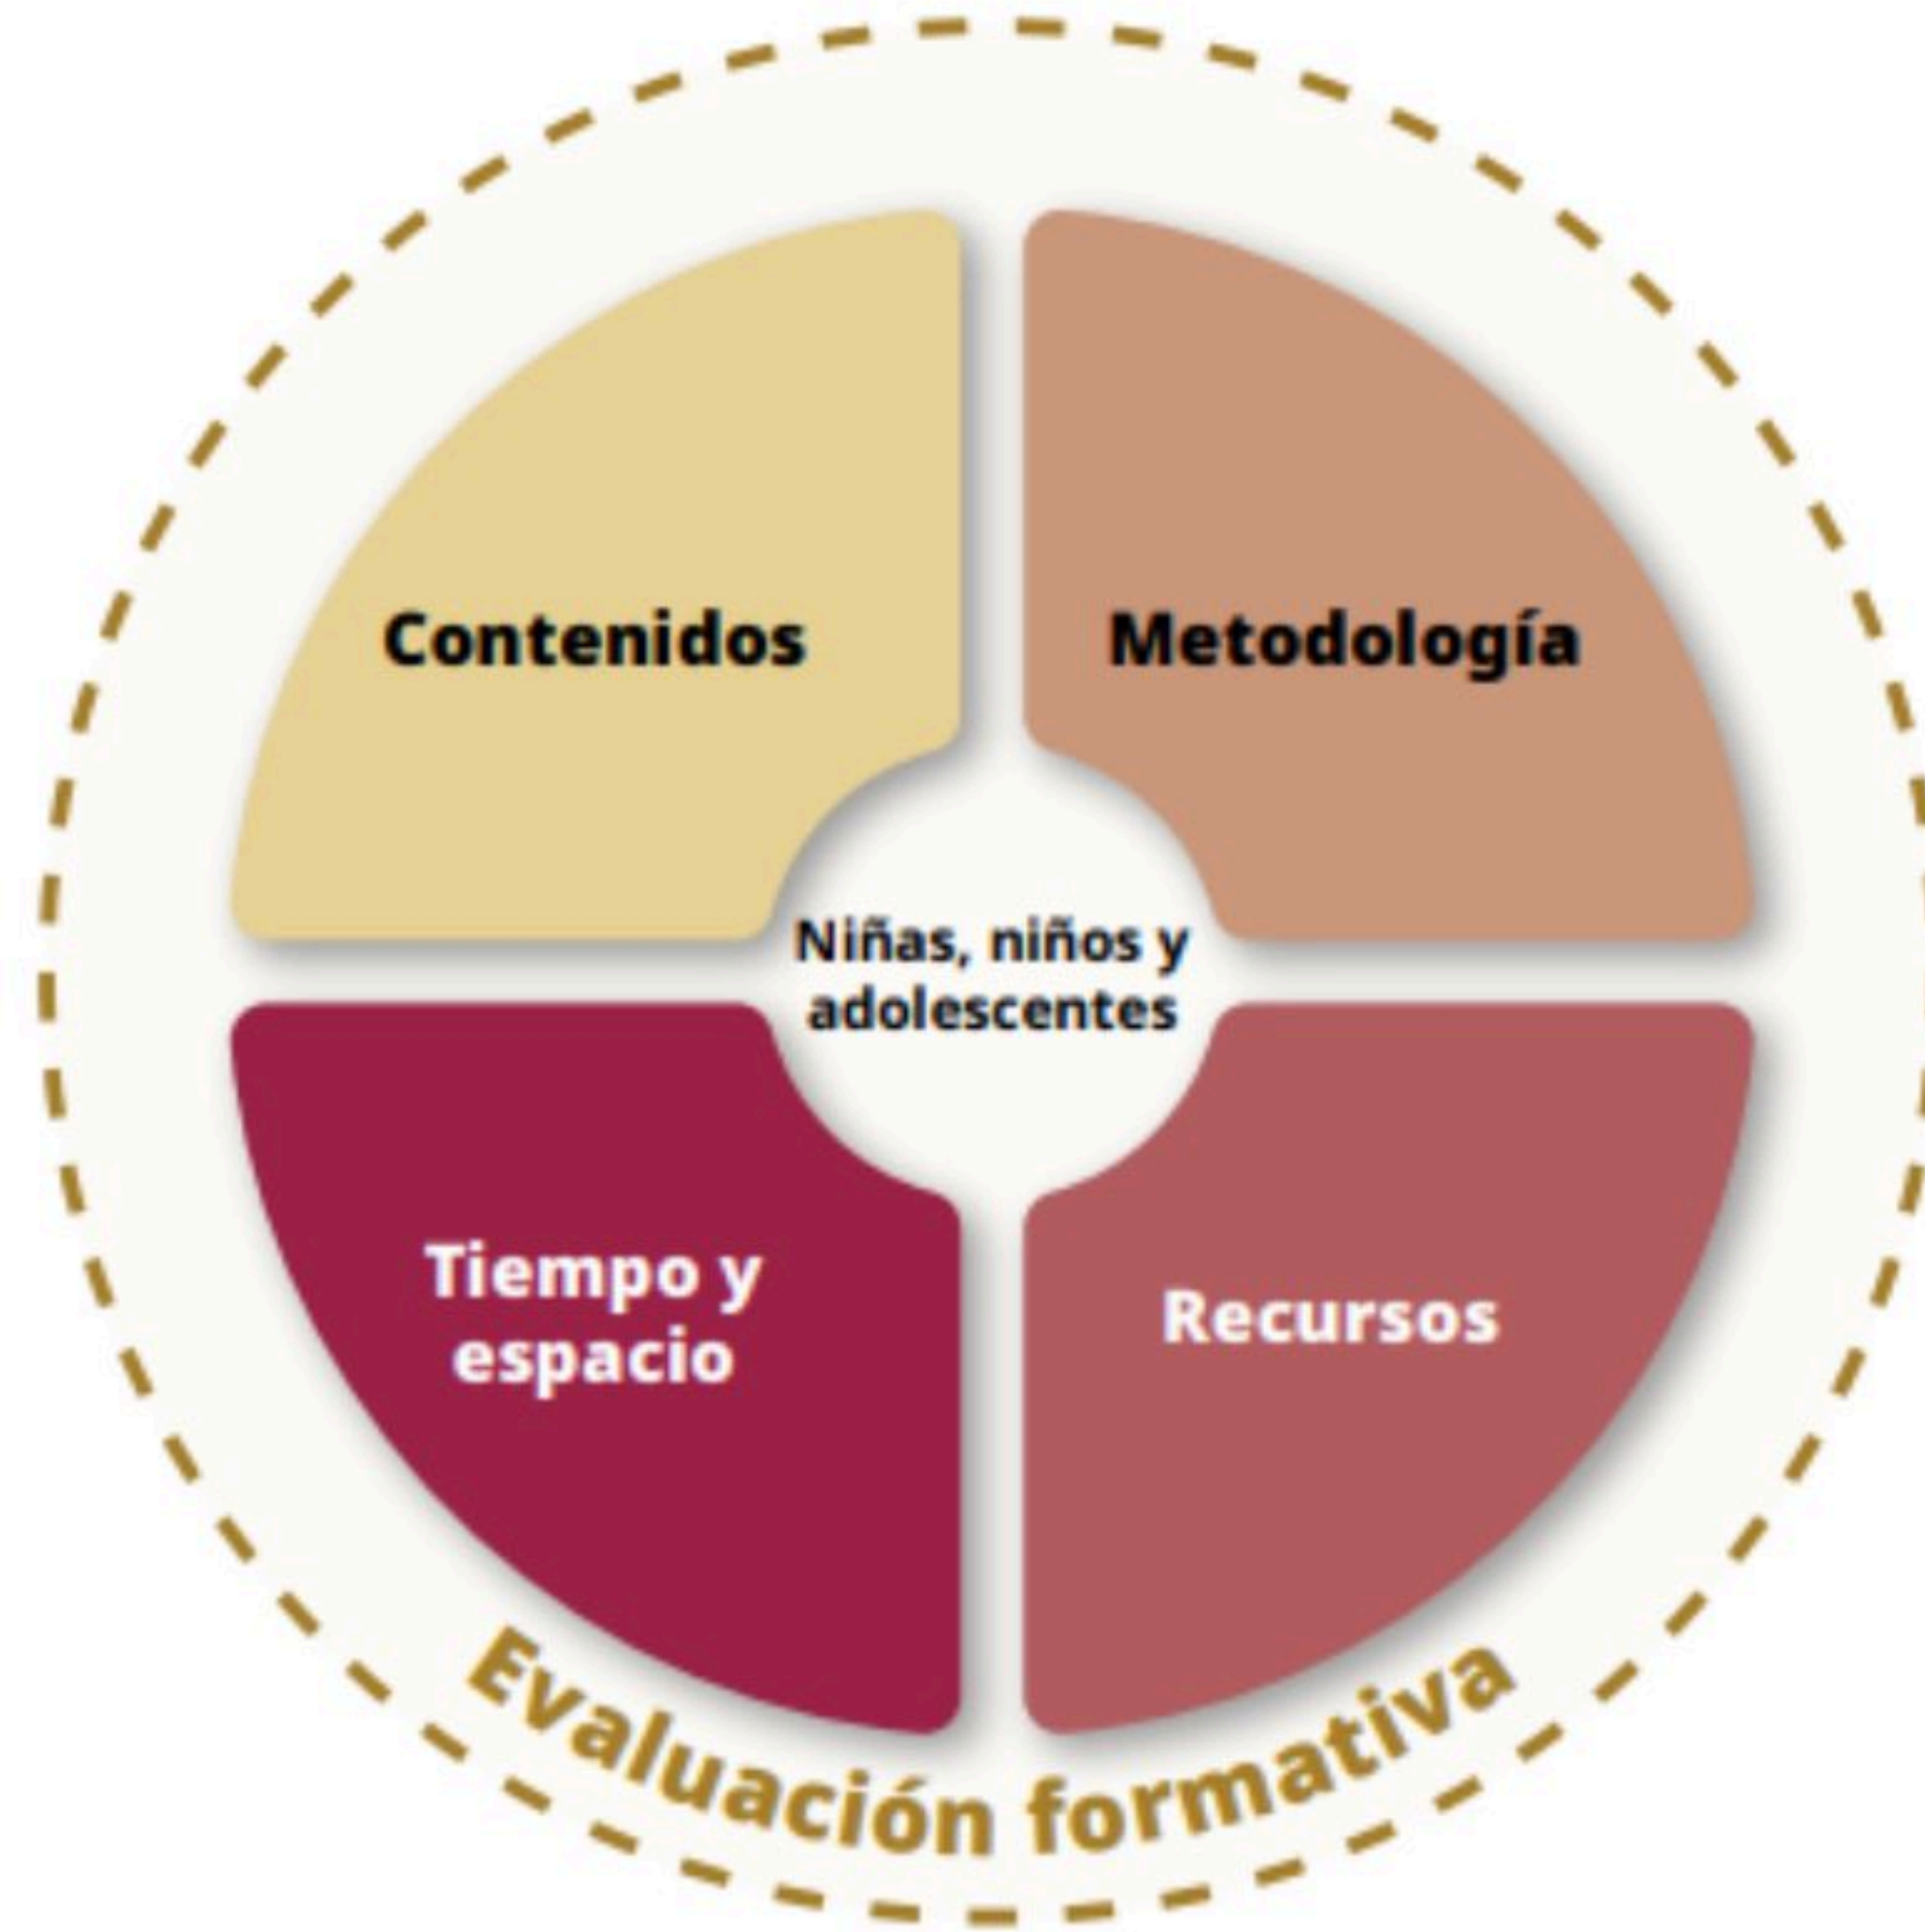 Contenidos
Metodología
Niñas, niños y
adolescentes
Tiempo y
espacio
Recursos
Evaluación formativa